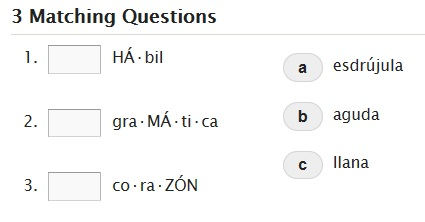 3 Matching Questions
1. HÁ·bil
a esdrújula
2. gra·MÁ·ti·ca
b aguda
3. co·ra·ZÓN
c llana